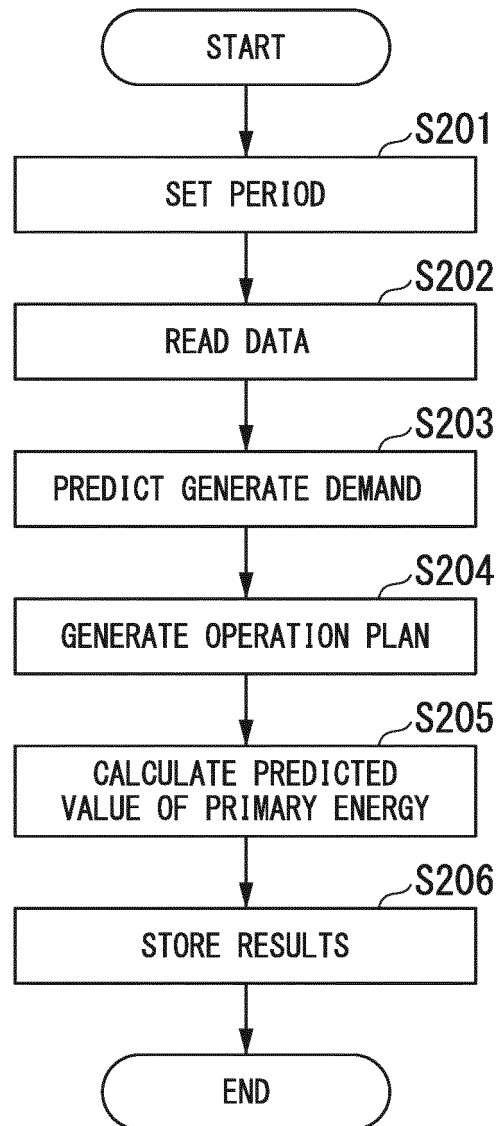 START
S201
SET PERIOD
S202
READ DATA
S203
PREDICT GENERATE DEMAND
S204
GENERATE OPERATION PLAN
S205
CALCULATE PREDICTED
VALUE OF PRIMARY ENERGY
S206
STORE RESULTS
END